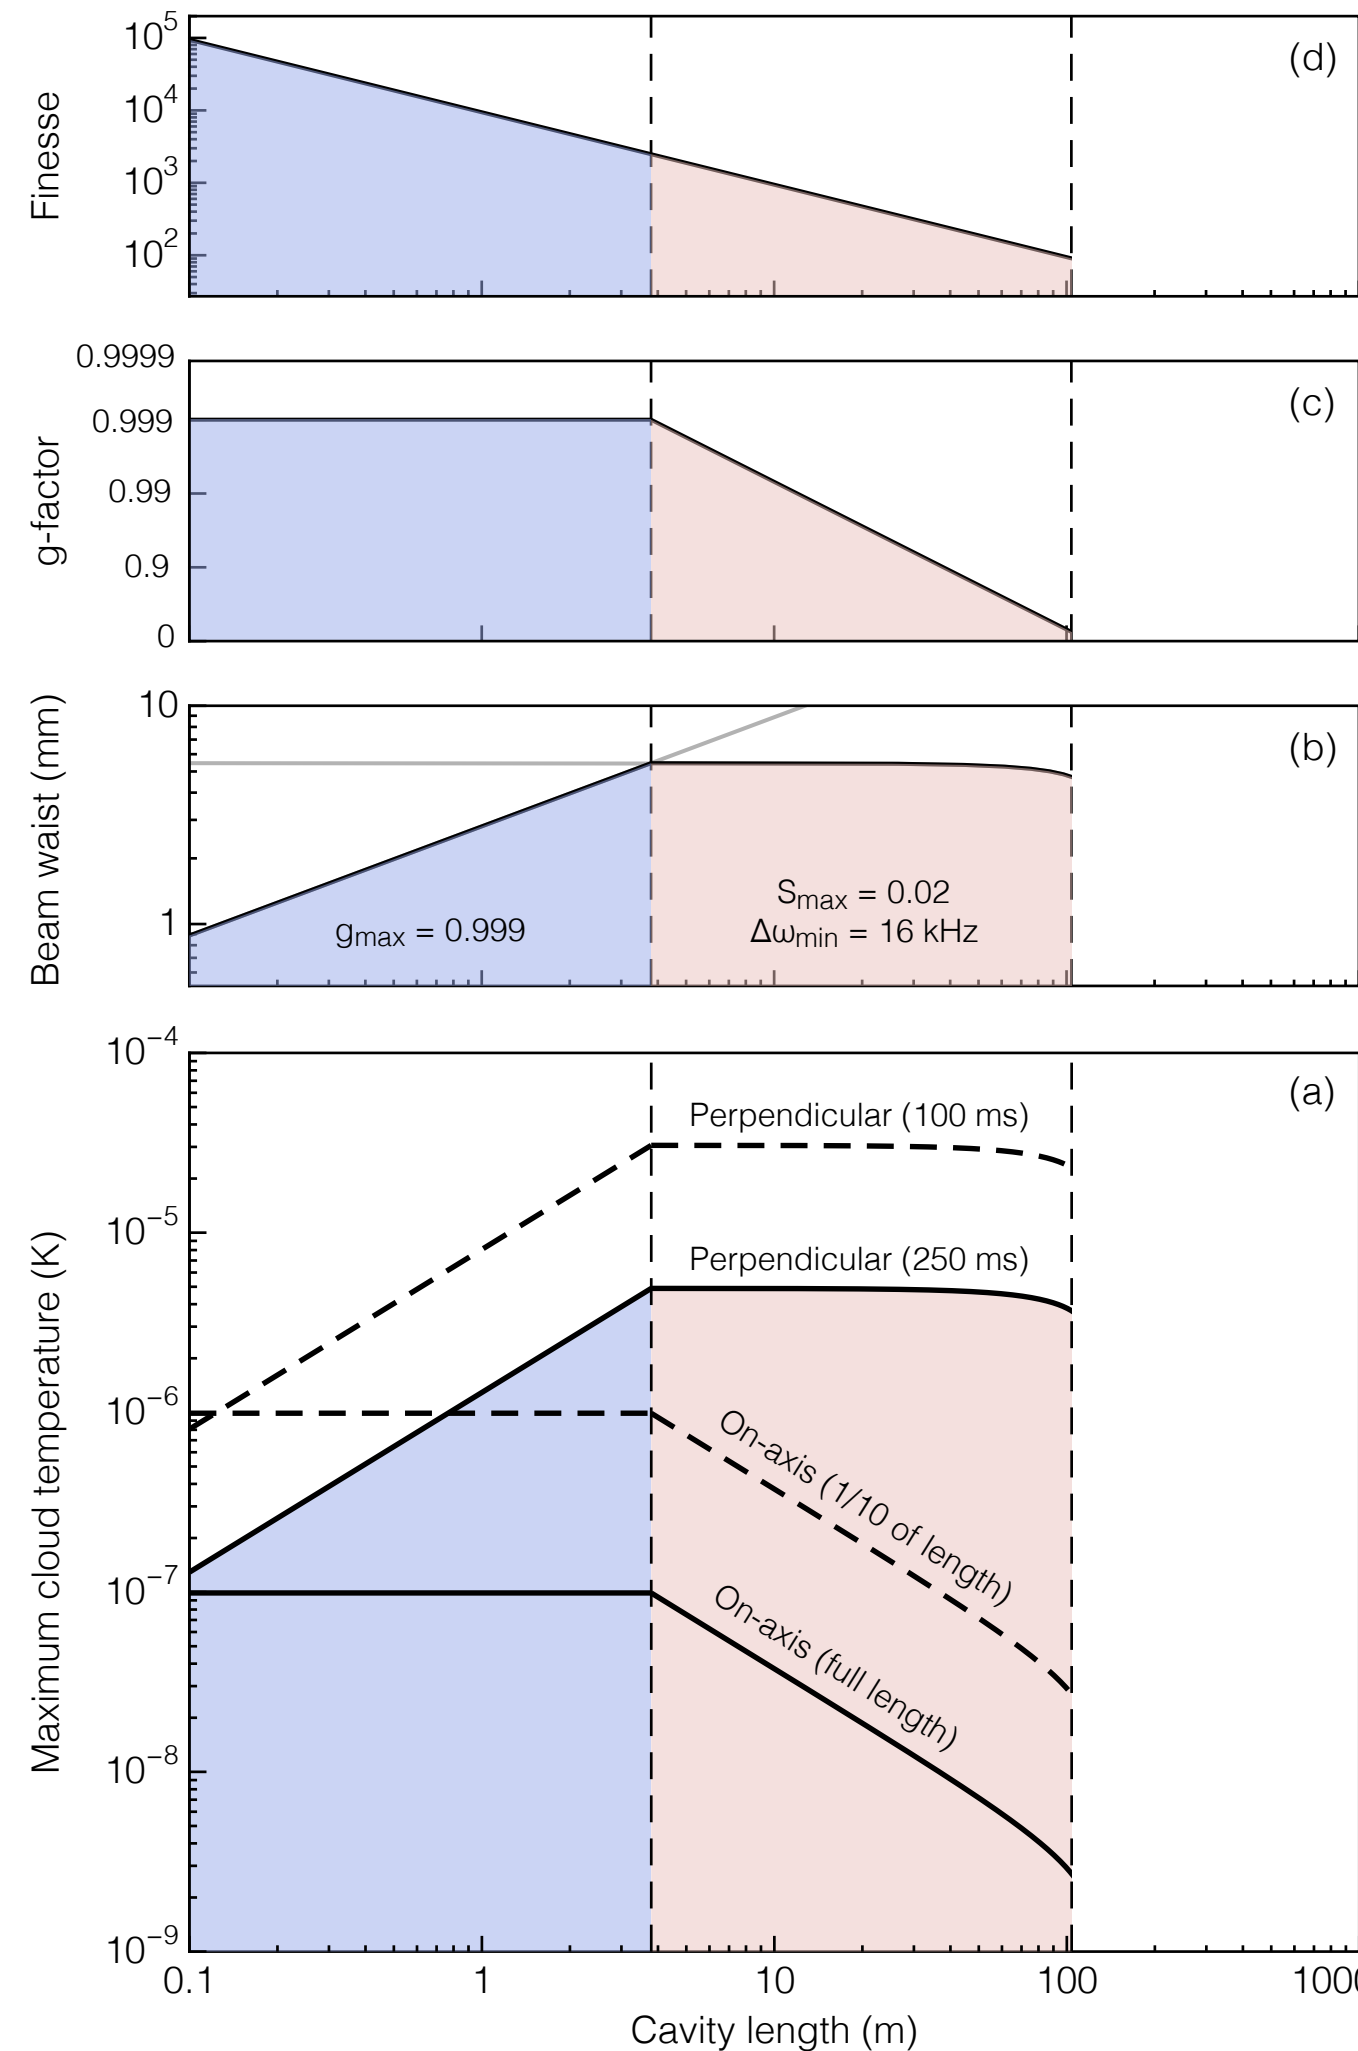 (d)
Finesse
10^5
10^4
10^3
10^2
(c)
g-factor
0.9999
0.999
0.99
0.9
0
(b)
Beam waist (mm)
10
1
g_max = 0.999
S_max = 0.02
Δω_min = 16 kHz
(a)
Maximum cloud temperature (K)
10^−4
10^−5
10^−6
10^−7
10^−8
10^−9
Perpendicular (100 ms)
Perpendicular (250 ms)
On-axis (1/10 of length)
On-axis (full length)
0.1
1
10
100
1000
Cavity length (m)